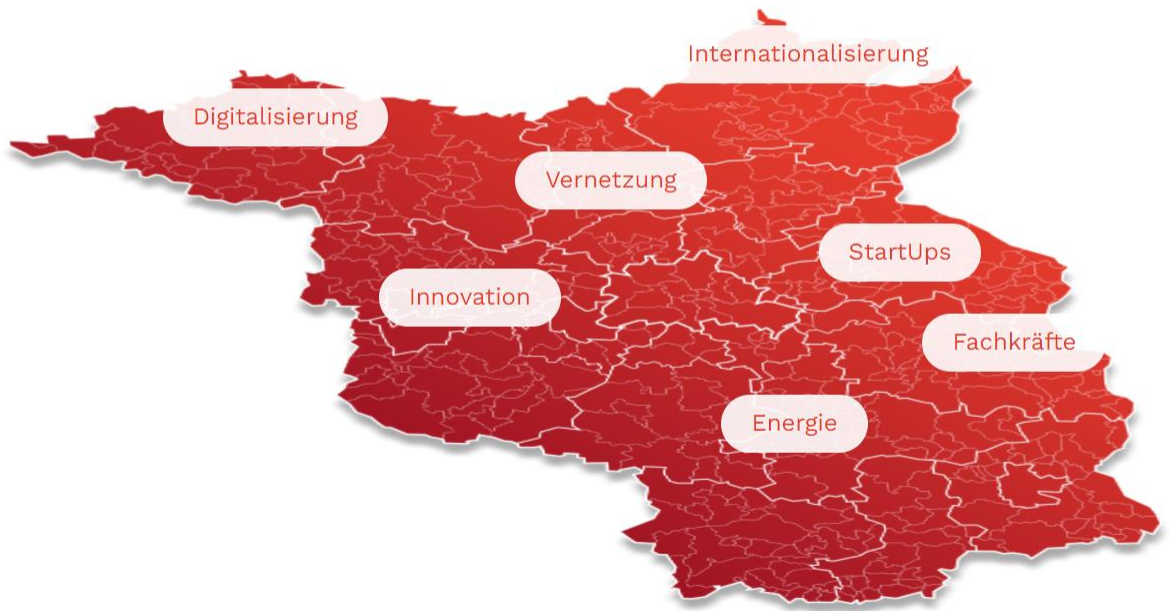 Internationalisierung
Digitalisierung
Vernetzung
StartUps
Innovation
Fachkräfte
Energie